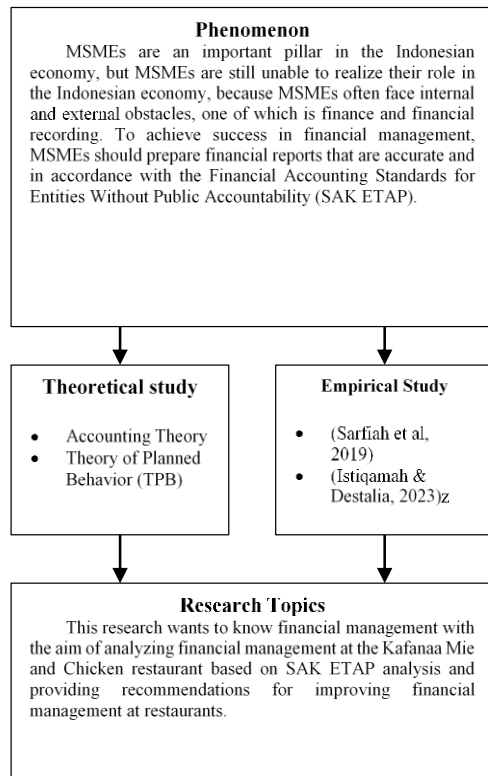 Phenomenon
MSMEs are an important pillar in the Indonesian
economy, but MSMEs are still unable to realize their role in
the Indonesian economy, because MSMEs often face internal
and external obstacles, one of which is finance and financial
recording. To achieve success in financial management,
MSMEs should prepare financial reports that are accurate and
in accordance with the Financial Accounting Standards for
Entities Without Public Accountability (SAK ETAP).
Theoretical study
• Accounting Theory
• Theory of Planned
Behavior (TPB)
Empirical Study
• (Sarfiah et al,
2019)
• (Istiqamah &
Destalia, 2023)z
Research Topics
This research wants to know financial management with
the aim of analyzing financial management at the Kafanaa Mie
and Chicken restaurant based on SAK ETAP analysis and
providing recommendations for improving financial
management at restaurants.